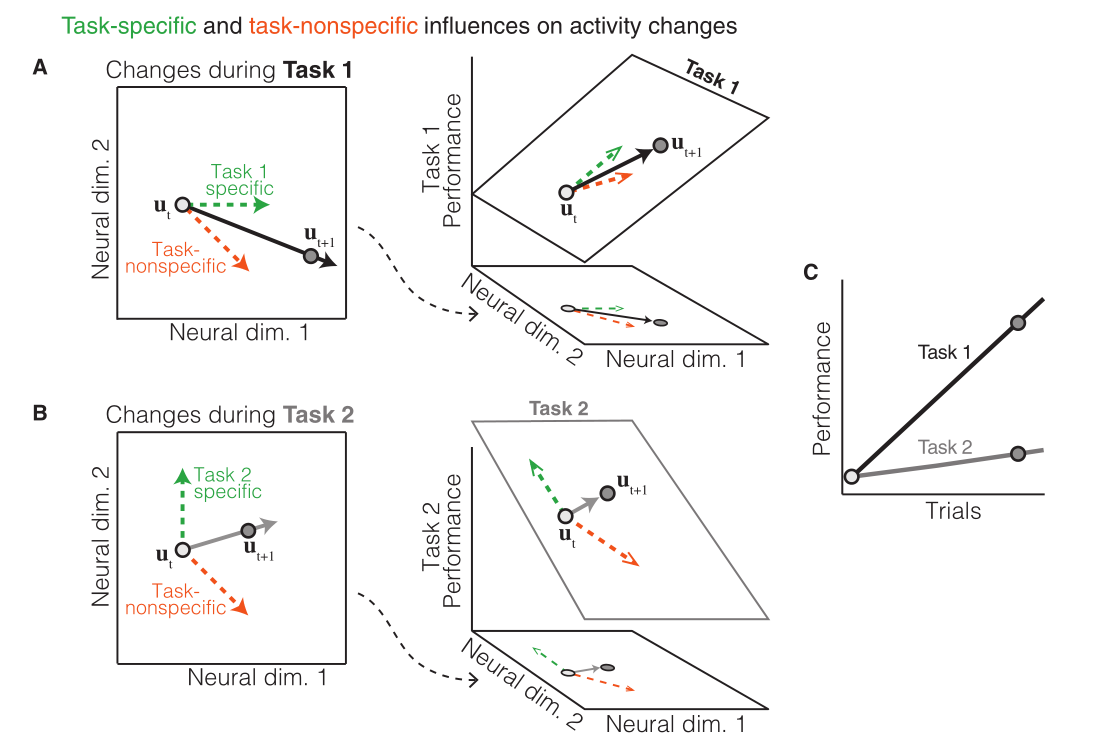 Task-specific and task-nonspecific influences on activity changes
A
Changes during Task 1
Neural dim. 2
Task 1
specific
u_t
u_t+1
Task-
nonspecific
Neural dim. 1
Task 1
Performance
Task 1
u_t+1
u_t
Neural dim. 2
Neural dim. 1
B
Changes during Task 2
Neural dim. 2
Task 2
specific
u_t
u_t+1
Task-
nonspecific
Neural dim. 1
Task 2
Performance
Task 2
u_t+1
u_t
Neural dim. 2
Neural dim. 1
C
Performance
Task 1
Task 2
Trials